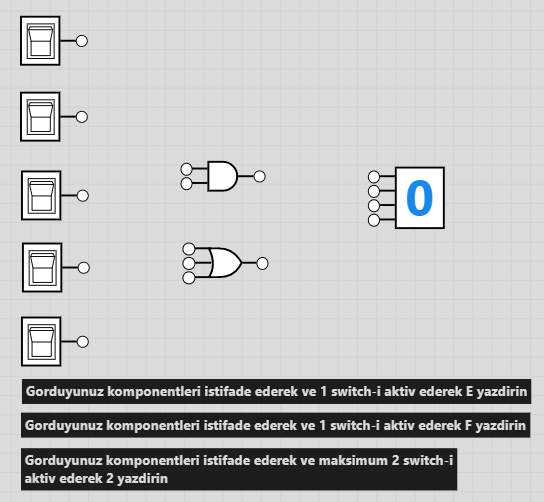 0
Gorduyunuz komponentleri istifade ederek ve 1 switch-i aktiv ederek E yazdirin
Gorduyunuz komponentleri istifade ederek ve 1 switch-i aktiv ederek F yazdirin
Gorduyunuz komponentleri istifade ederek ve maksimum 2 switch-i
aktiv ederek 2 yazdirin